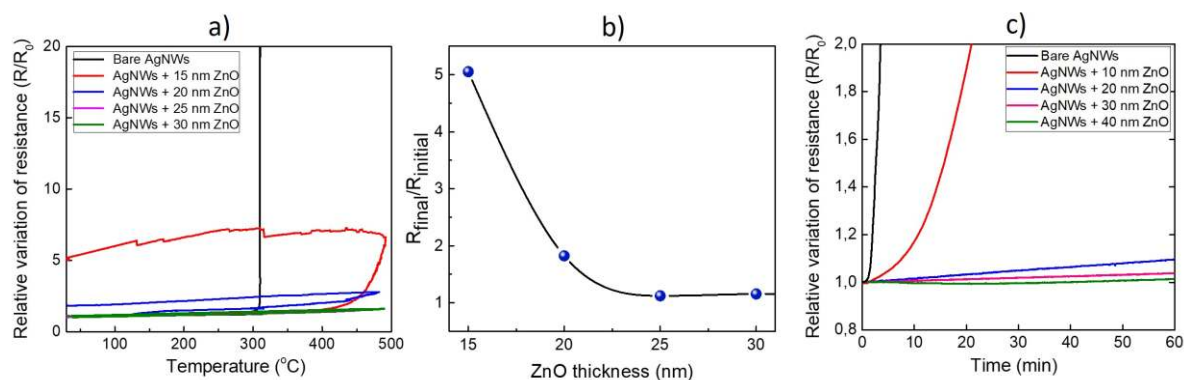 a)
Relative variation of resistance (R/R₀)
20
15
10
5
0
Bare AgNWs
AgNWs + 15 nm ZnO
AgNWs + 20 nm ZnO
AgNWs + 25 nm ZnO
AgNWs + 30 nm ZnO
100 200 300 400 500
Temperature (°C)
b)
R_final/R_initial
5
4
3
2
1
15 20 25 30
ZnO thickness (nm)
c)
Relative variation of resistance (R/R₀)
2.0
1.8
1.6
1.4
1.2
1.0
0.8
Bare AgNWs
AgNWs + 10 nm ZnO
AgNWs + 20 nm ZnO
AgNWs + 30 nm ZnO
AgNWs + 40 nm ZnO
0 10 20 30 40 50 60
Time (min)